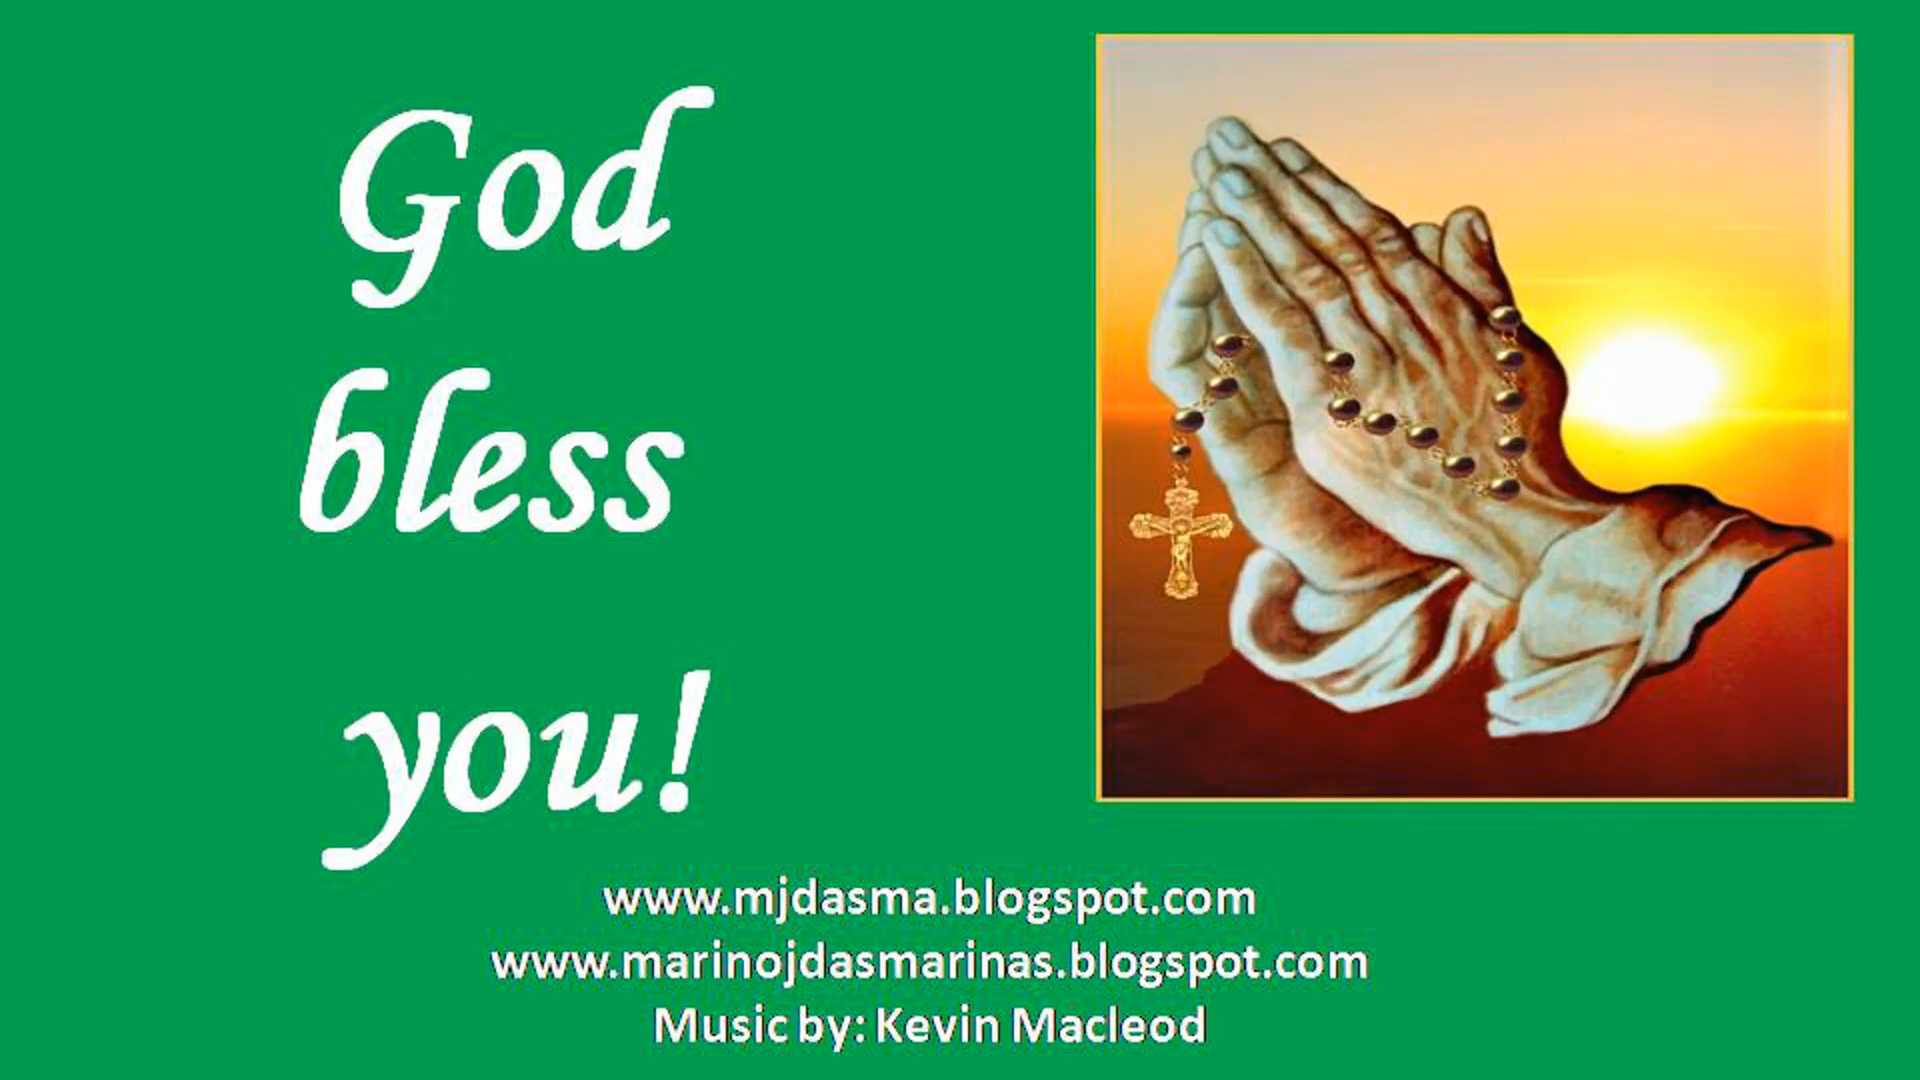 God
bless
you!
www.mjdasma.blogspot.com
www.marinojdasmarinas.blogspot.com
Music by: Kevin Macleod